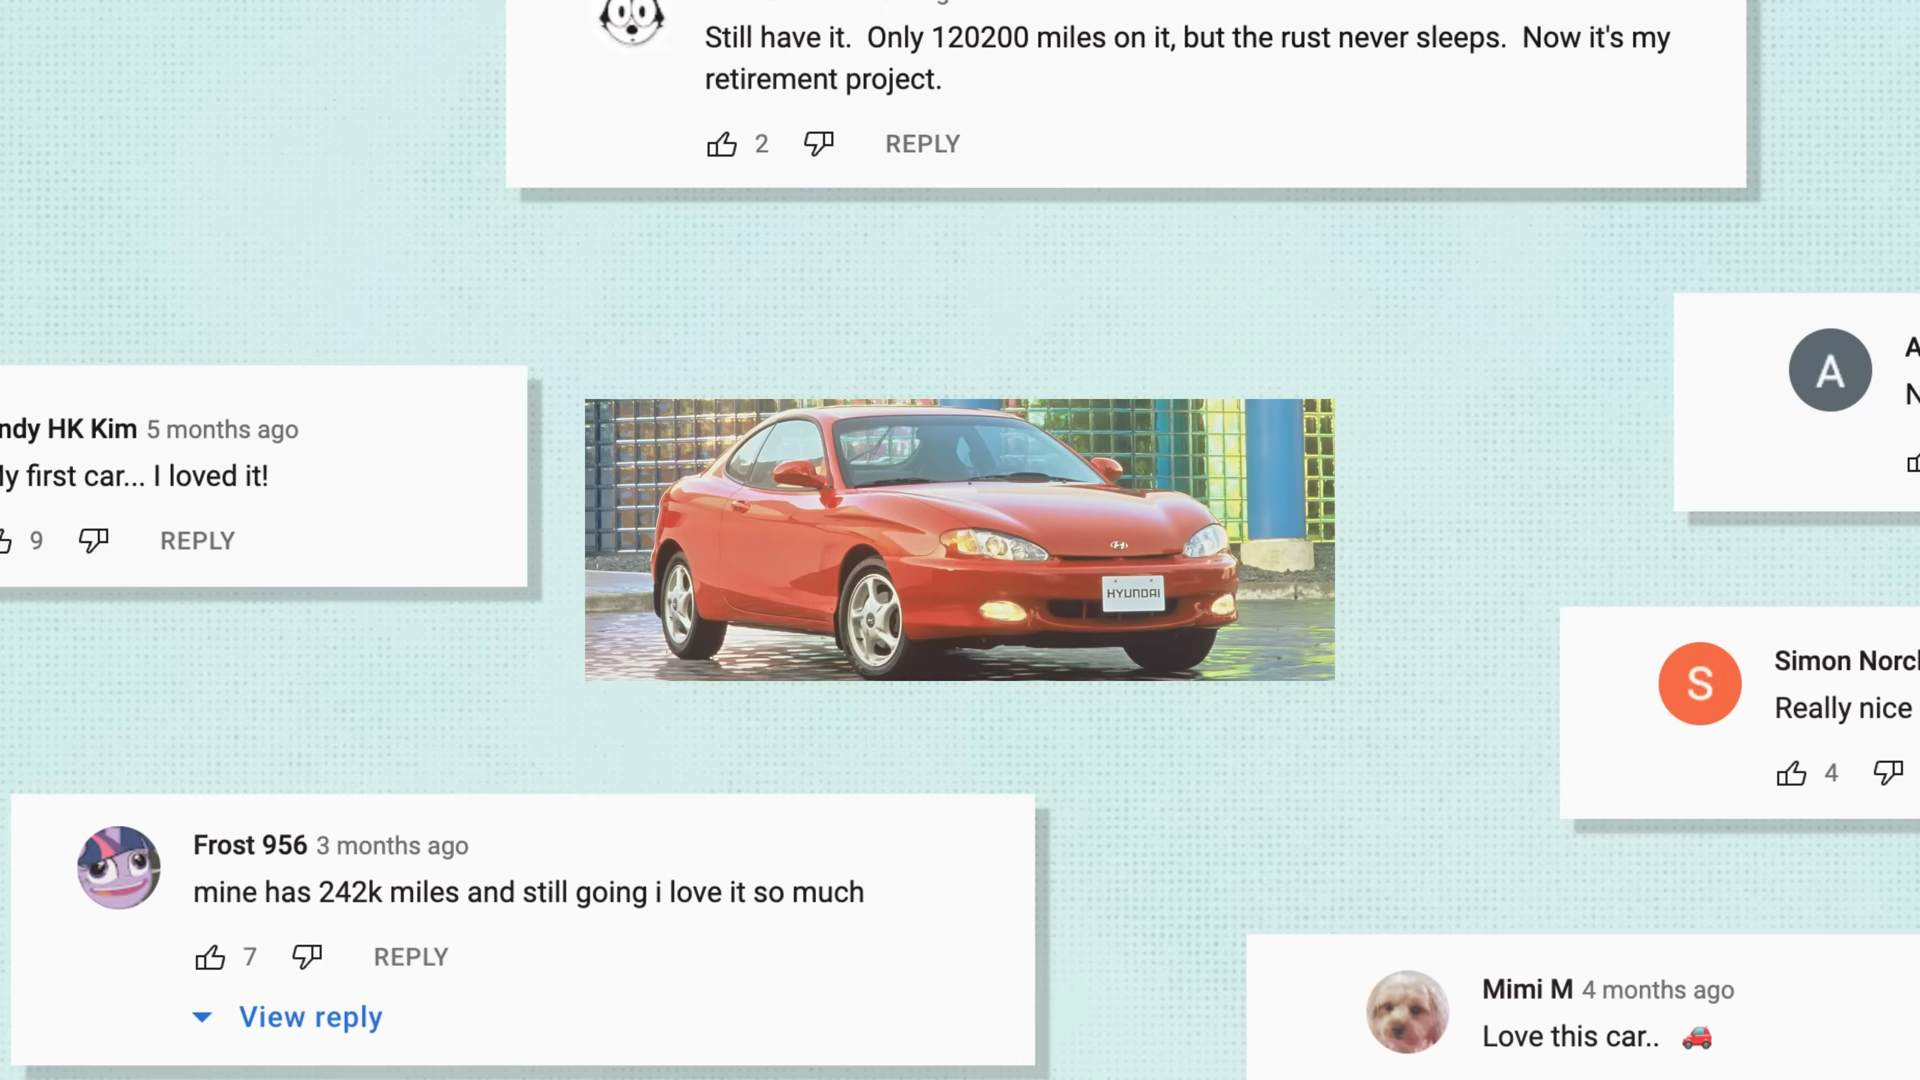 Still have it. Only 120200 miles on it, but the rust never sleeps. Now it's my
retirement project.
2 REPLY
A
ndy HK Kim 5 months ago
y first car... I loved it!
9 REPLY
HYUNDAI
S Simon Norc
Really nice
4
Frost 956 3 months ago
mine has 242k miles and still going i love it so much
7 REPLY
View reply
Mimi M 4 months ago
Love this car.. 🚗